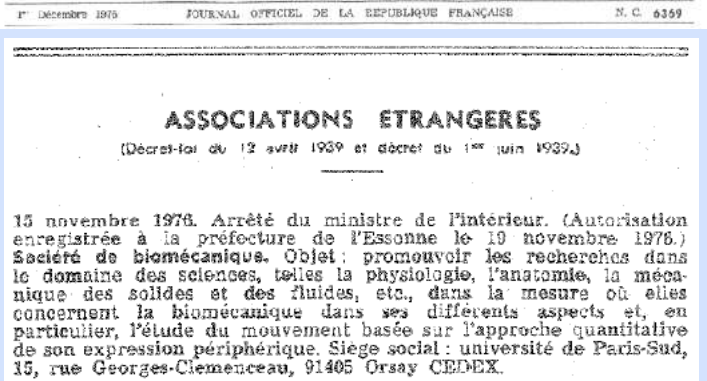 1er Décembre 1976 JOURNAL OFFICIEL DE LA REPUBLIQUE FRANÇAISE N. C. 6369
ASSOCIATIONS ETRANGERES
(Décret-loi du 12 avril 1939 et décret du 1er juin 1939.)
15 novembre 1976. Arrêté du ministre de l'intérieur. (Autorisation
enregistrée à la préfecture de l'Essonne le 19 novembre 1976.)
Société de biomécanique. Objet : promouvoir les recherches dans
le domaine des sciences, telles la physiologie, l'anatomie, la méca-
nique des solides et des fluides, etc., dans la mesure où elles
concernent la biomécanique dans ses différents aspects et, en
particulier, l'étude du mouvement basée sur l'approche quantitative
de son expression périphérique. Siège social : université de Paris-Sud,
15, rue Georges-Clemenceau, 91405 Orsay CEDEX.